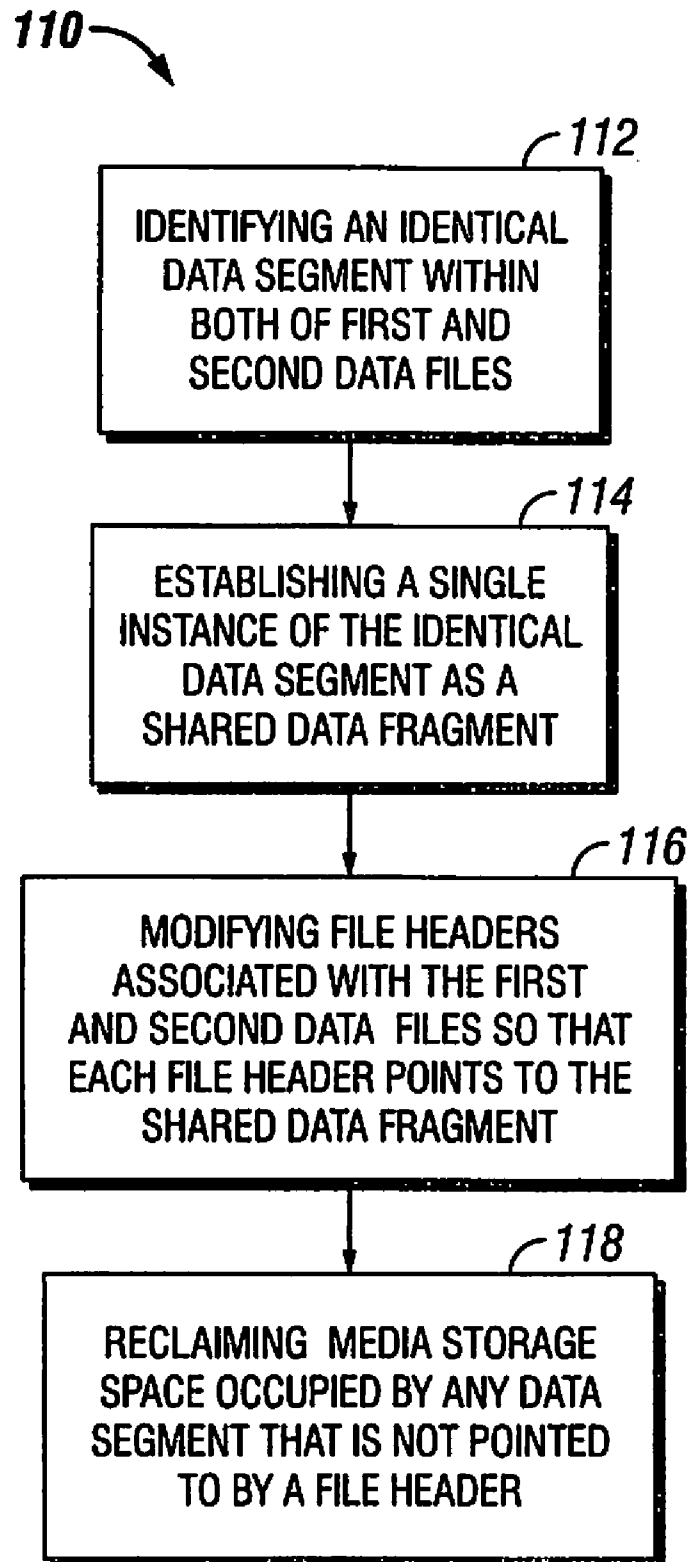 110
112
IDENTIFYING AN IDENTICAL
DATA SEGMENT WITHIN
BOTH OF FIRST AND
SECOND DATA FILES
114
ESTABLISHING A SINGLE
INSTANCE OF THE IDENTICAL
DATA SEGMENT AS A
SHARED DATA FRAGMENT
116
MODIFYING FILE HEADERS
ASSOCIATED WITH THE FIRST
AND SECOND DATA FILES SO THAT
EACH FILE HEADER POINTS TO THE
SHARED DATA FRAGMENT
118
RECLAIMING MEDIA STORAGE
SPACE OCCUPIED BY ANY DATA
SEGMENT THAT IS NOT POINTED
TO BY A FILE HEADER